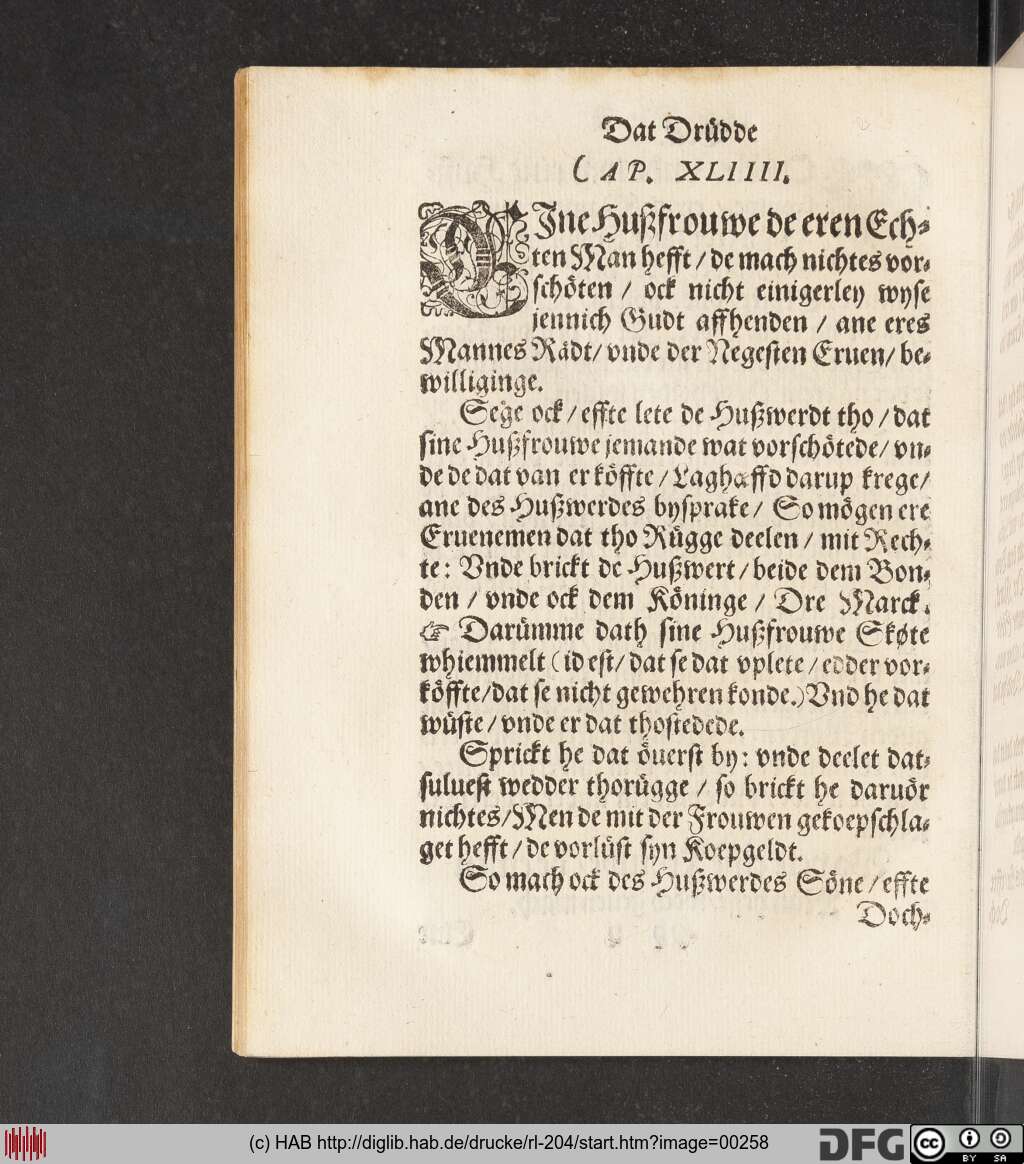 Dat Drüdde
CAP. XLIIII.
EIne Hußfrouwe de eren Ech-
ten Man hefft / de mach nichtes vor-
schöten / ock nicht einigerley wyse
jennich Gudt affhenden / ane eres
Mannes Rädt / vnde der Negesten Eruen / be-
williginge.
Sege ock / effte lete de Hußwerdt tho / dat
sine Hußfrouwe jemande wat vorschötede / vn-
de de dat van er köffte / Laghæffd darup krege /
ane des Hußwerdes bysprake / So mögen ere
Eruenemen dat tho Rügge deelen / mit Rech-
te: Vnde brickt de Hußwert / beide dem Bon-
den / vnde ock dem Köninge / Dre Marck.
☞ Darümme dath sine Hußfrouwe Skøte
whiemmelt (id est / dat se dat vplete / edder vor-
köffte / dat se nicht gewehren konde.) Vnd he dat
wüste / vnde er dat thostedede.
Sprickt he dat öuerst by: vnde deelet dat-
suluest wedder thorügge / so brickt he daruör
nichtes / Men de mit der Frouwen gekoepschla-
get hefft / de vorlüst syn Koepgeldt.
So mach ock des Hußwerdes Söne / effte
Doch-
(c) HAB http://diglib.hab.de/drucke/rl-204/start.htm?image=00258
DFG
cc BY SA